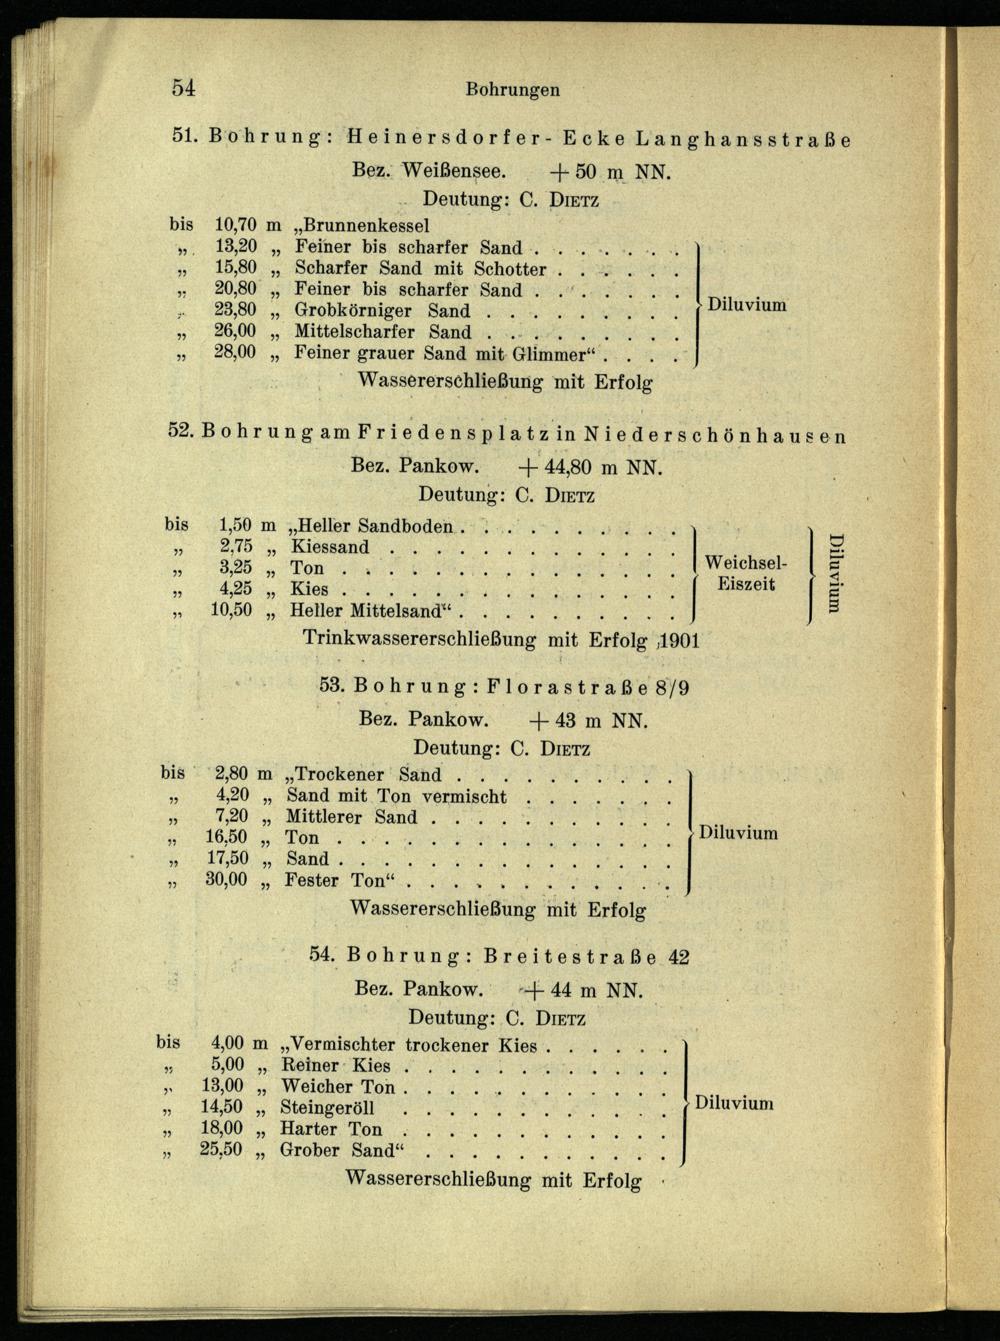 54 Bohrungen
51. Bohrung: Heinersdorfer- Ecke Langhansstraße
Bez. Weißensee. + 50 m NN.
Deutung: C. DIETZ
bis 10,70 m „Brunnenkessel
„ 13,20 „ Feiner bis scharfer Sand . . . . . . .
„ 15,80 „ Scharfer Sand mit Schotter . . . . . .
„ 20,80 „ Feiner bis scharfer Sand . . . . . . .
„ 23,80 „ Grobkörniger Sand . . . . . . . . . Diluvium
„ 26,00 „ Mittelscharfer Sand . . . . . . . . .
„ 28,00 „ Feiner grauer Sand mit Glimmer“ . . . .
Wassererschließung mit Erfolg
52. Bohrung am Friedensplatz in Niederschönhausen
Bez. Pankow. + 44,80 m NN.
Deutung: C. DIETZ
bis 1,50 m „Heller Sandboden . . . . . . . . . .
„ 2,75 „ Kiessand . . . . . . . . . . . . .
„ 3,25 „ Ton . . . . . . . . . . . . . . . Weichsel-
„ 4,25 „ Kies . . . . . . . . . . . . . . . Eiszeit Diluvium
„ 10,50 „ Heller Mittelsand“ . . . . . . . . . .
Trinkwassererschließung mit Erfolg 1901
53. Bohrung: Florastraße 8/9
Bez. Pankow. + 43 m NN.
Deutung: C. DIETZ
bis 2,80 m „Trockener Sand . . . . . . . . . .
„ 4,20 „ Sand mit Ton vermischt . . . . . . .
„ 7,20 „ Mittlerer Sand . . . . . . . . . . .
„ 16,50 „ Ton . . . . . . . . . . . . . . . Diluvium
„ 17,50 „ Sand . . . . . . . . . . . . . . .
„ 30,00 „ Fester Ton“ . . . . . . . . . . . .
Wassererschließung mit Erfolg
54. Bohrung: Breitestraße 42
Bez. Pankow. + 44 m NN.
Deutung: C. DIETZ
bis 4,00 m „Vermischter trockener Kies . . . . . .
„ 5,00 „ Reiner Kies . . . . . . . . . . . .
„ 13,00 „ Weicher Ton . . . . . . . . . . . .
„ 14,50 „ Steingeröll . . . . . . . . . . . . Diluvium
„ 18,00 „ Harter Ton . . . . . . . . . . . .
„ 25,50 „ Grober Sand“ . . . . . . . . . . .
Wassererschließung mit Erfolg